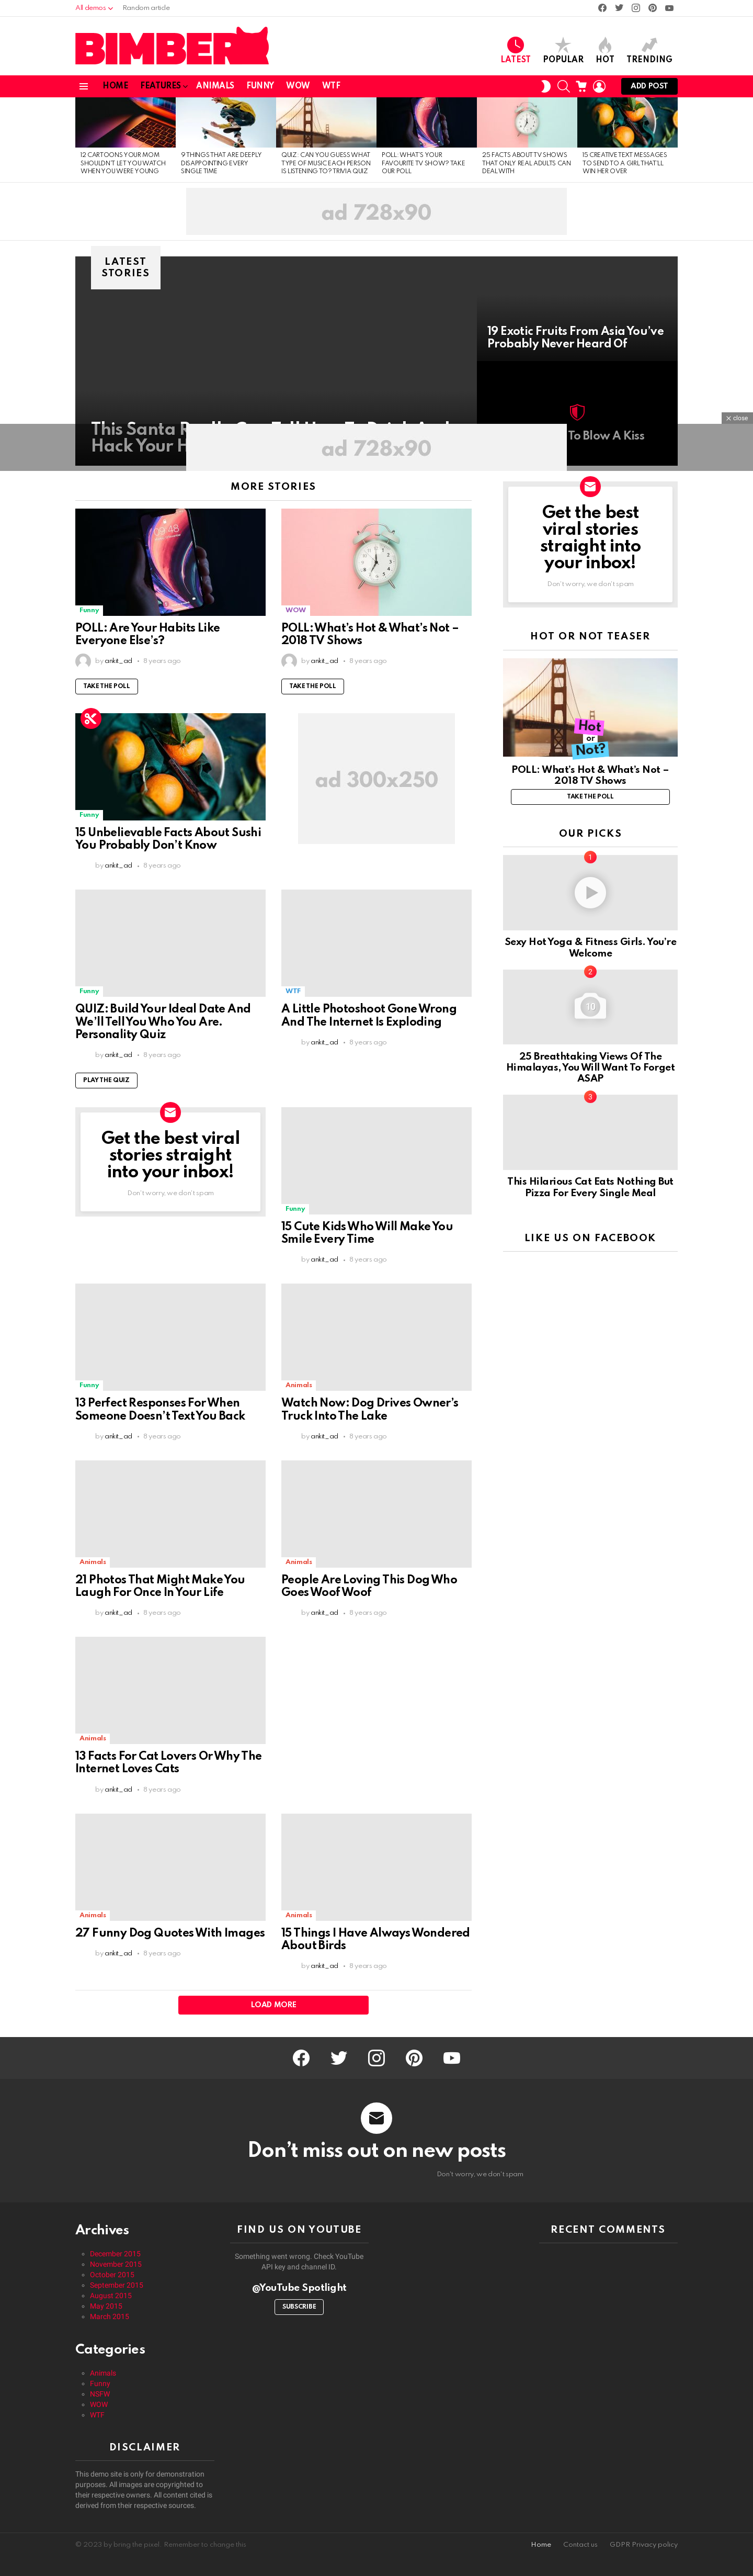 All demos
Random article
BIMBER
LATEST
POPULAR
HOT
TRENDING
HOME
FEATURES
ANIMALS
FUNNY
WOW
WTF
ADD POST
12 CARTOONS YOUR MOM
SHOULDN'T LET YOU WATCH
WHEN YOU WERE YOUNG
9 THINGS THAT ARE DEEPLY
DISAPPOINTING EVERY
SINGLE TIME
QUIZ: CAN YOU GUESS WHAT
TYPE OF MUSIC EACH PERSON
IS LISTENING TO? TRIVIA QUIZ
POLL: WHAT'S YOUR
FAVOURITE TV SHOW? TAKE
OUR POLL
25 FACTS ABOUT TV SHOWS
THAT ONLY REAL ADULTS CAN
DEAL WITH
15 CREATIVE TEXT MESSAGES
TO SEND TO A GIRL THAT'LL
WIN HER OVER
ad 728x90
LATEST
STORIES
19 Exotic Fruits From Asia You've
Probably Never Heard Of
This Santa
Hack Your H
To Blow A Kiss
close
ad 728x90
MORE STORIES
Funny
POLL: Are Your Habits Like
Everyone Else's?
by ankit_ad • 8 years ago
TAKE THE POLL
WOW
POLL: What's Hot & What's Not –
2018 TV Shows
by ankit_ad • 8 years ago
TAKE THE POLL
Funny
15 Unbelievable Facts About Sushi
You Probably Don't Know
by ankit_ad • 8 years ago
ad 300x250
Funny
QUIZ: Build Your Ideal Date And
We'll Tell You Who You Are.
Personality Quiz
by ankit_ad • 8 years ago
PLAY THE QUIZ
WTF
A Little Photoshoot Gone Wrong
And The Internet Is Exploding
by ankit_ad • 8 years ago
Get the best viral
stories straight
into your inbox!
Don't worry, we don't spam
Funny
15 Cute Kids Who Will Make You
Smile Every Time
by ankit_ad • 8 years ago
Funny
13 Perfect Responses For When
Someone Doesn't Text You Back
by ankit_ad • 8 years ago
Animals
Watch Now: Dog Drives Owner's
Truck Into The Lake
by ankit_ad • 8 years ago
Animals
21 Photos That Might Make You
Laugh For Once In Your Life
by ankit_ad • 8 years ago
Animals
People Are Loving This Dog Who
Goes Woof Woof
by ankit_ad • 8 years ago
Animals
13 Facts For Cat Lovers Or Why The
Internet Loves Cats
by ankit_ad • 8 years ago
Animals
27 Funny Dog Quotes With Images
by ankit_ad • 8 years ago
Animals
15 Things I Have Always Wondered
About Birds
by ankit_ad • 8 years ago
LOAD MORE
Get the best
viral stories
straight into
your inbox!
Don't worry, we don't spam
HOT OR NOT TEASER
Hot
or
Not?
POLL: What's Hot & What's Not –
2018 TV Shows
TAKE THE POLL
OUR PICKS
1
Sexy Hot Yoga & Fitness Girls. You're
Welcome
2
10
25 Breathtaking Views Of The
Himalayas, You Will Want To Forget
ASAP
3
This Hilarious Cat Eats Nothing But
Pizza For Every Single Meal
LIKE US ON FACEBOOK
Don't miss out on new posts
Don't worry, we don't spam
Archives
December 2015
November 2015
October 2015
September 2015
August 2015
May 2015
March 2015
Categories
Animals
Funny
NSFW
WOW
WTF
DISCLAIMER
This demo site is only for demonstration
purposes. All images are copyrighted to
their respective owners. All content cited is
derived from their respective sources.
FIND US ON YOUTUBE
Something went wrong. Check YouTube
API key and channel ID.
@YouTube Spotlight
SUBSCRIBE
RECENT COMMENTS
© 2023 by bring the pixel. Remember to change this
Home
Contact us
GDPR Privacy policy